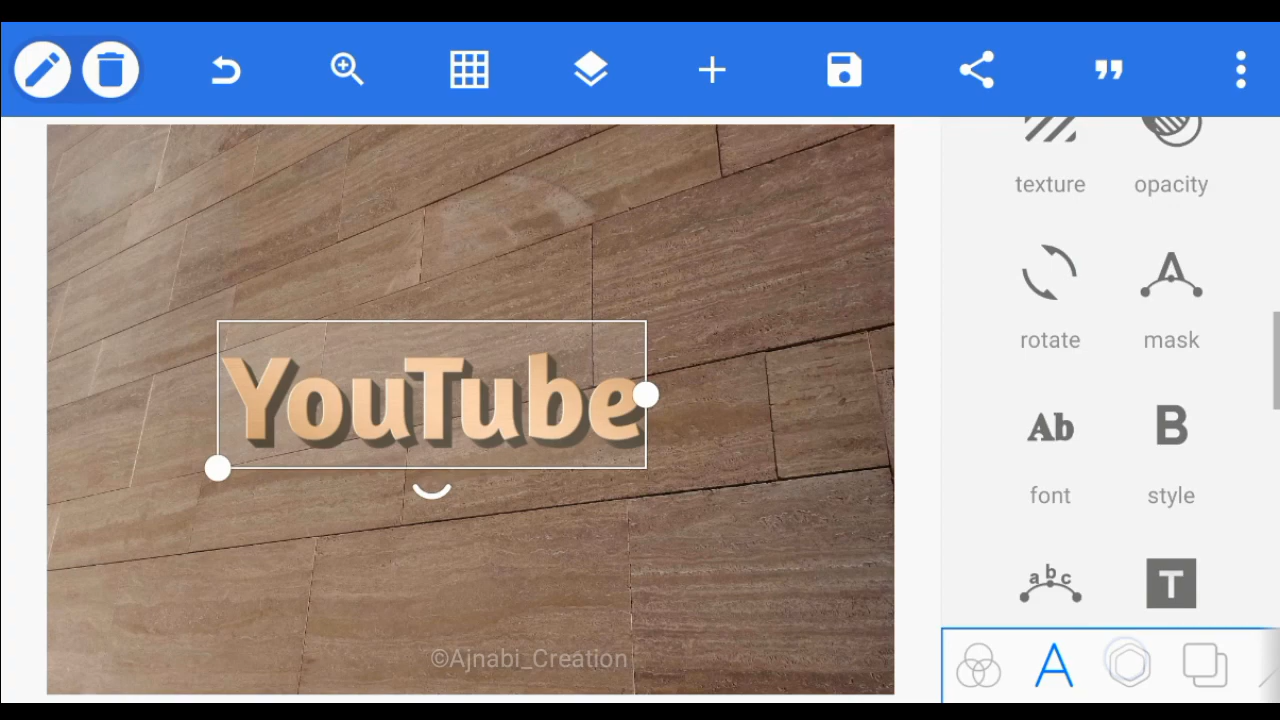 texture opacity
rotate mask
YouTube
Ab B
font style
abc T
©Ajnabi_Creation
A